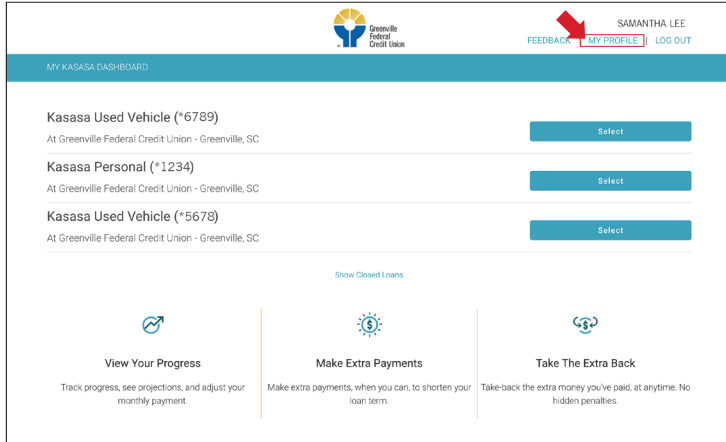 Greenville
Federal
Credit Union
SAMANTHA LEE
FEEDBACK | MY PROFILE | LOG OUT
MY KASASA DASHBOARD
Kasasa Used Vehicle (*6789)
At Greenville Federal Credit Union - Greenville, SC
Select
Kasasa Personal (*1234)
At Greenville Federal Credit Union - Greenville, SC
Select
Kasasa Used Vehicle (*5678)
At Greenville Federal Credit Union - Greenville, SC
Select
Show Closed Loans
View Your Progress
Track progress, see projections, and adjust your
monthly payment.
Make Extra Payments
Make extra payments, when you can, to shorten your
loan term.
Take The Extra Back
Take-back the extra money you've paid, at anytime. No
hidden penalties.